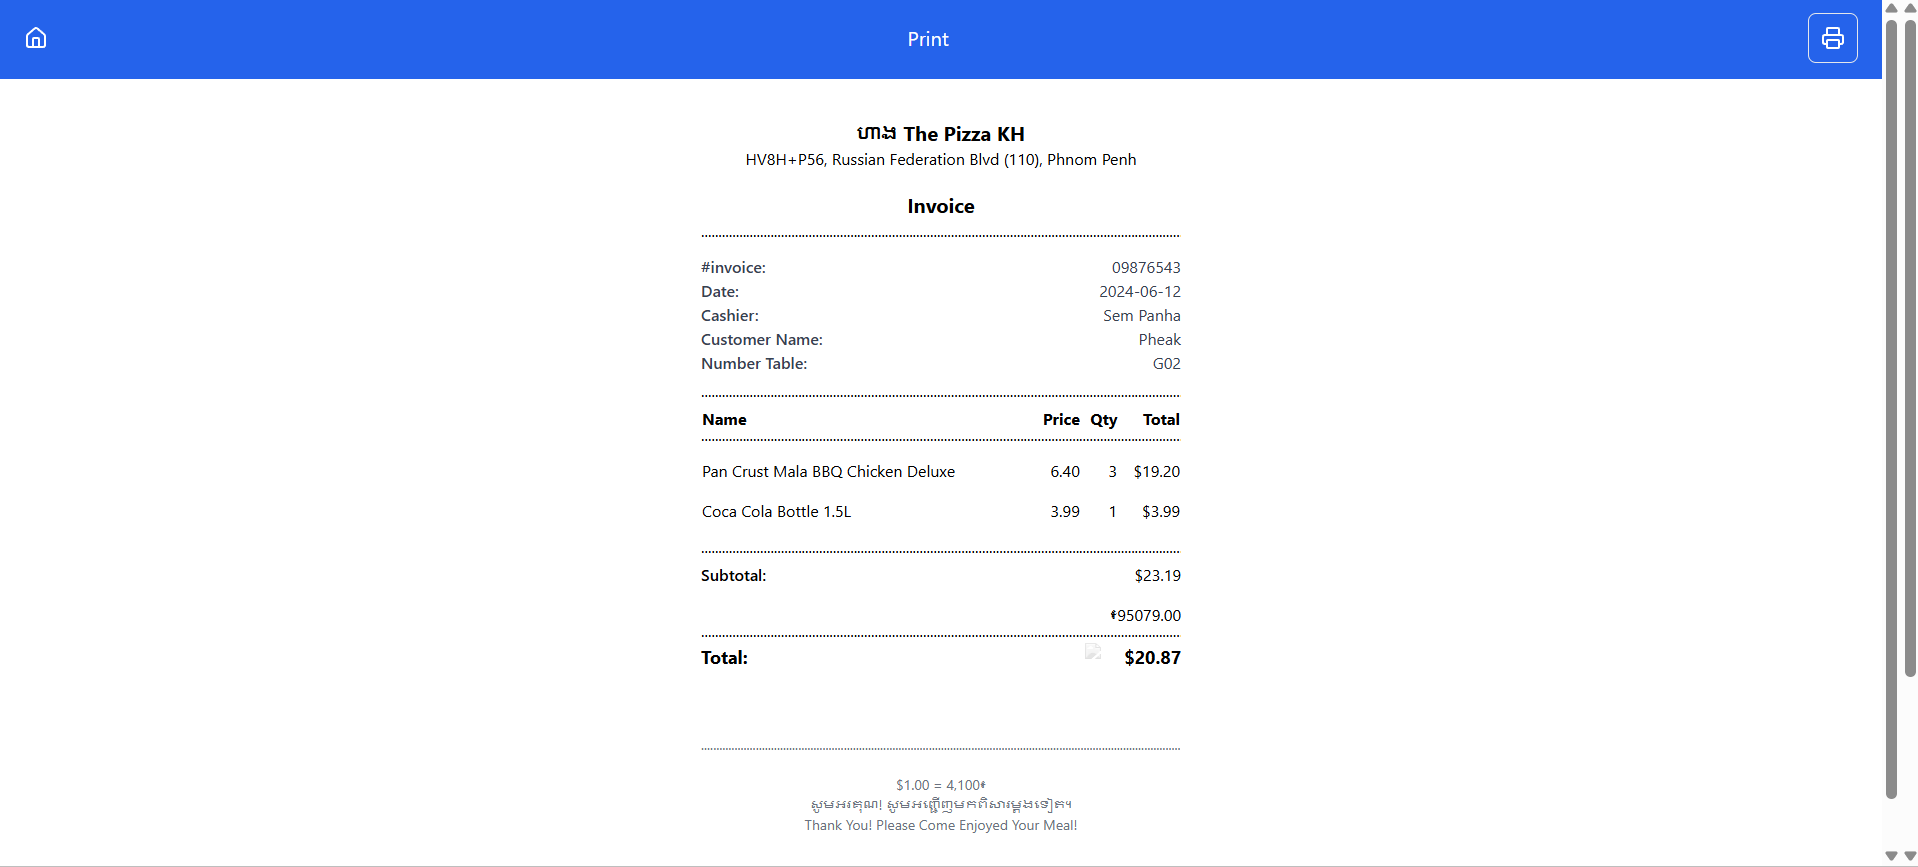 Print
ហាង The Pizza KH
HV8H+P56, Russian Federation Blvd (110), Phnom Penh
Invoice
#invoice: 09876543
Date: 2024-06-12
Cashier: Sem Panha
Customer Name: Pheak
Number Table: G02
Name Price Qty Total
Pan Crust Mala BBQ Chicken Deluxe 6.40 3 $19.20
Coca Cola Bottle 1.5L 3.99 1 $3.99
Subtotal: $23.19
៛95079.00
Total: $20.87
$1.00 = 4,100៛
សូមអរគុណ! សូមអញ្ជើញមកពិសារម្តងទៀត។
Thank You! Please Come Enjoyed Your Meal!